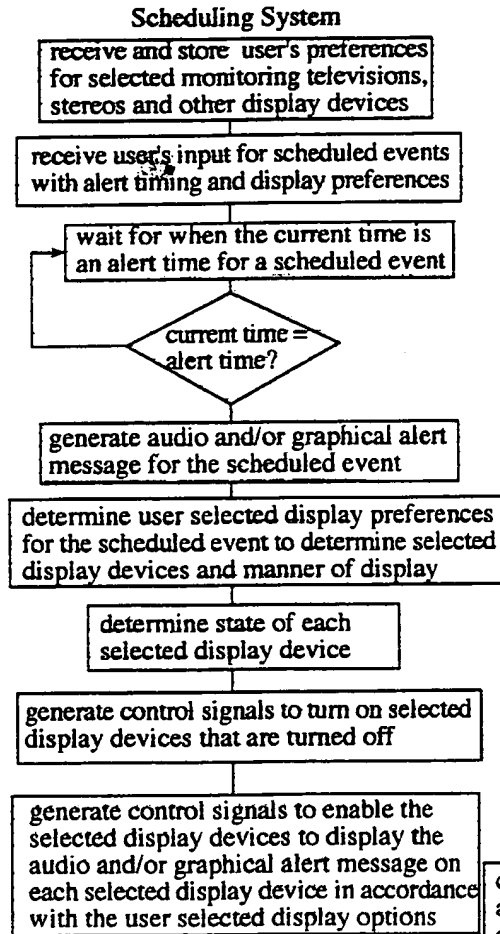 Scheduling System
receive and store user's preferences
for selected monitoring televisions,
stereos and other display devices
receive user's input for scheduled events
with alert timing and display preferences
wait for when the current time is
an alert time for a scheduled event
current time =
alert time?
generate audio and/or graphical alert
message for the scheduled event
determine user selected display preferences
for the scheduled event to determine selected
display devices and manner of display
determine state of each
selected display device
generate control signals to turn on selected
display devices that are turned off
generate control signals to enable the
selected display devices to display the
audio and/or graphical alert message on
each selected display device in accordance
with the user selected display options